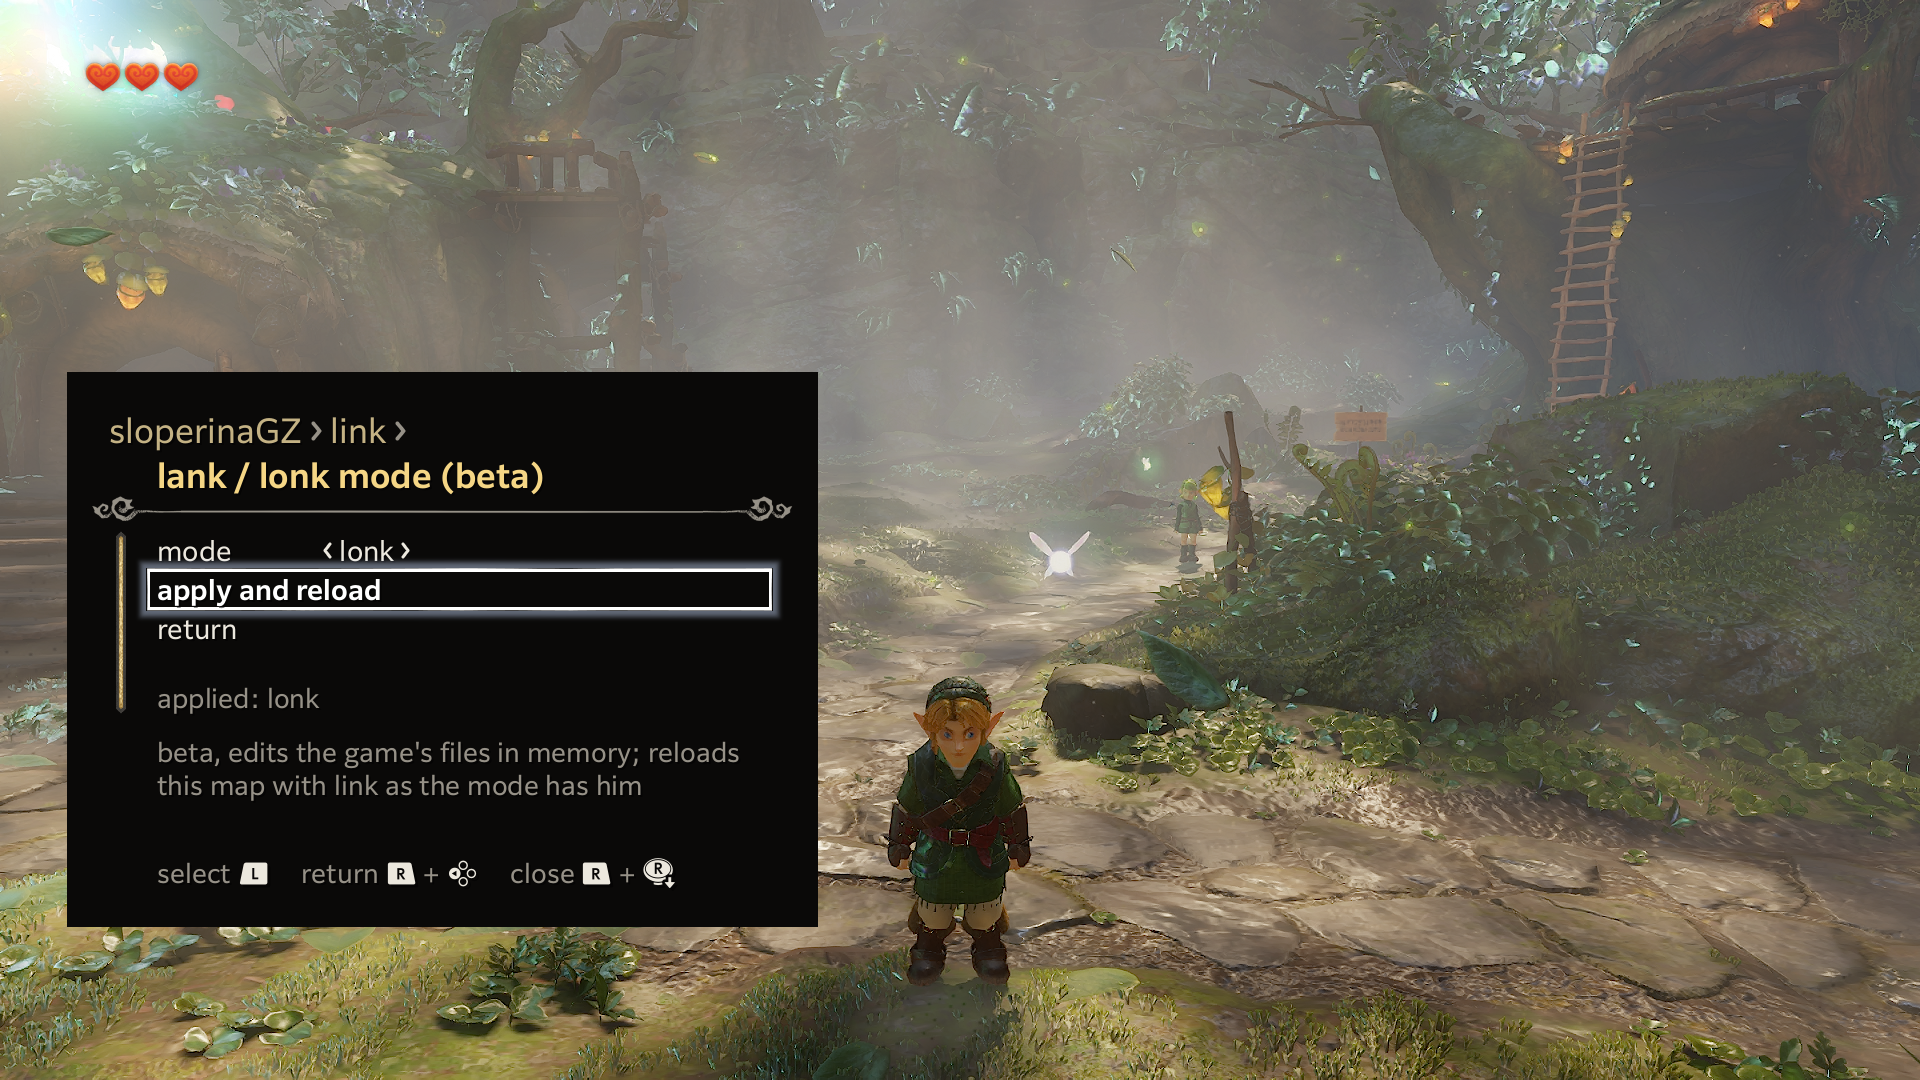 sloperinaGZ › link ›
lank / lonk mode (beta)
mode ‹ lonk ›
apply and reload
return
applied: lonk
beta, edits the game's files in memory; reloads
this map with link as the mode has him
select L return R + close R + R